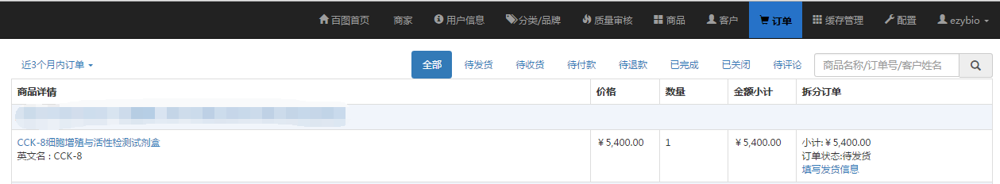 百图首页 商家 用户信息 分类/品牌 质量审核 商品 客户 订单 缓存管理 配置 ezybio
近3个月内订单 全部 待发货 待收货 待付款 待退款 已完成 已关闭 待评论 商品名称/订单号/客户姓名
商品详情 价格 数量 金额小计 拆分订单
CCK-8细胞增殖与活性检测试剂盒 ¥5,400.00 1 ¥5,400.00 小计:¥5,400.00
英文名 : CCK-8 订单状态:待发货
填写发货信息